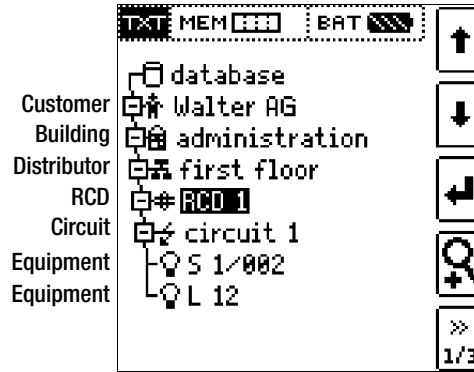 TXT MEM BAT
database
Customer Walter AG
Building administration
Distributor first floor
RCD RCD 1
Circuit circuit 1
Equipment S 1/002
Equipment L 12
»
1/3